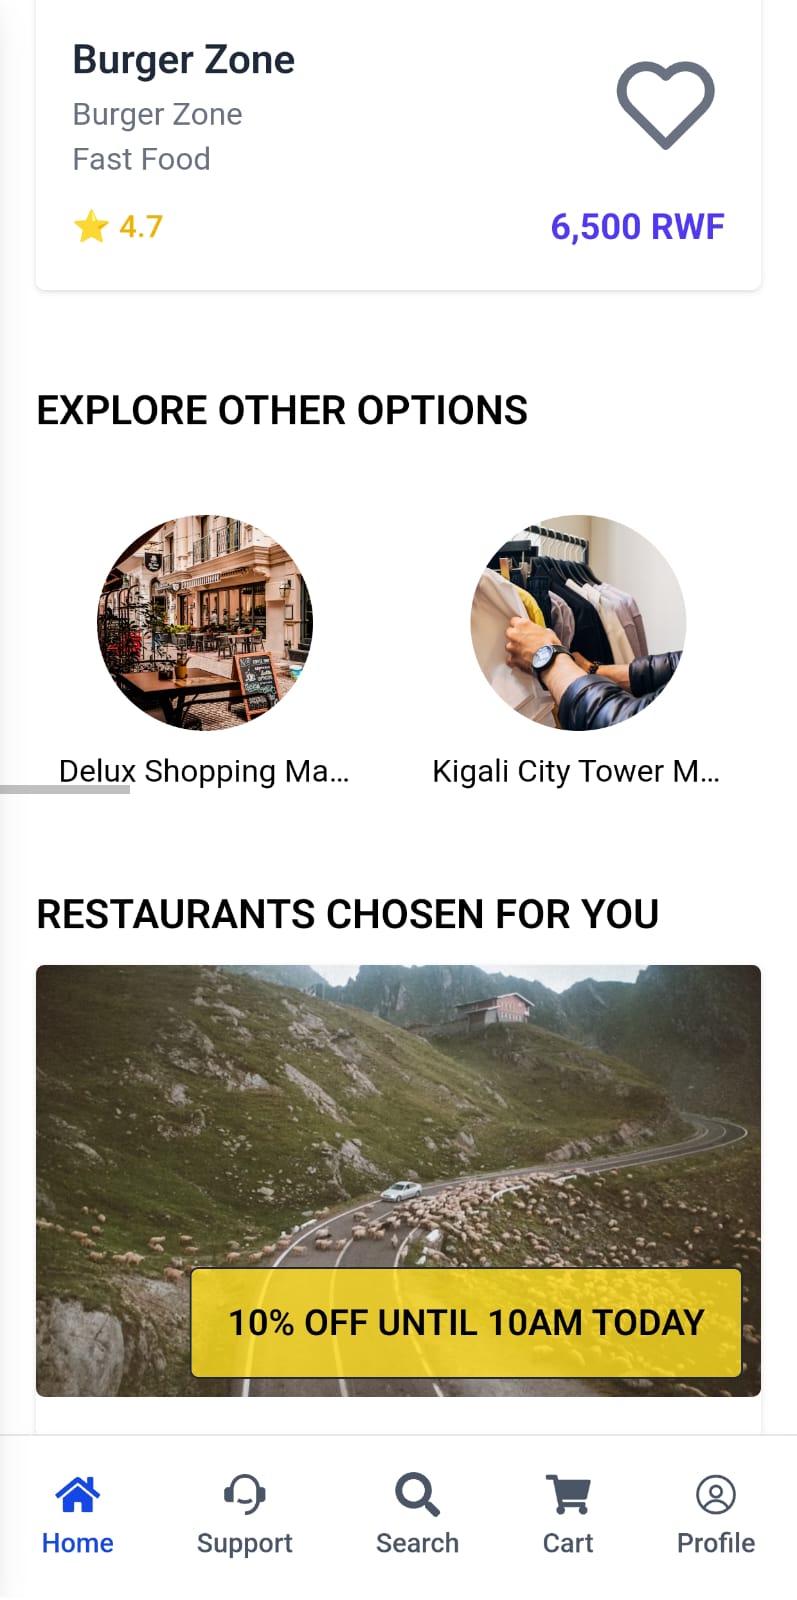 Burger Zone
Burger Zone
Fast Food
⭐ 4.7
6,500 RWF
EXPLORE OTHER OPTIONS
Delux Shopping Ma...
Kigali City Tower M...
RESTAURANTS CHOSEN FOR YOU
10% OFF UNTIL 10AM TODAY
Home
Support
Search
Cart
Profile